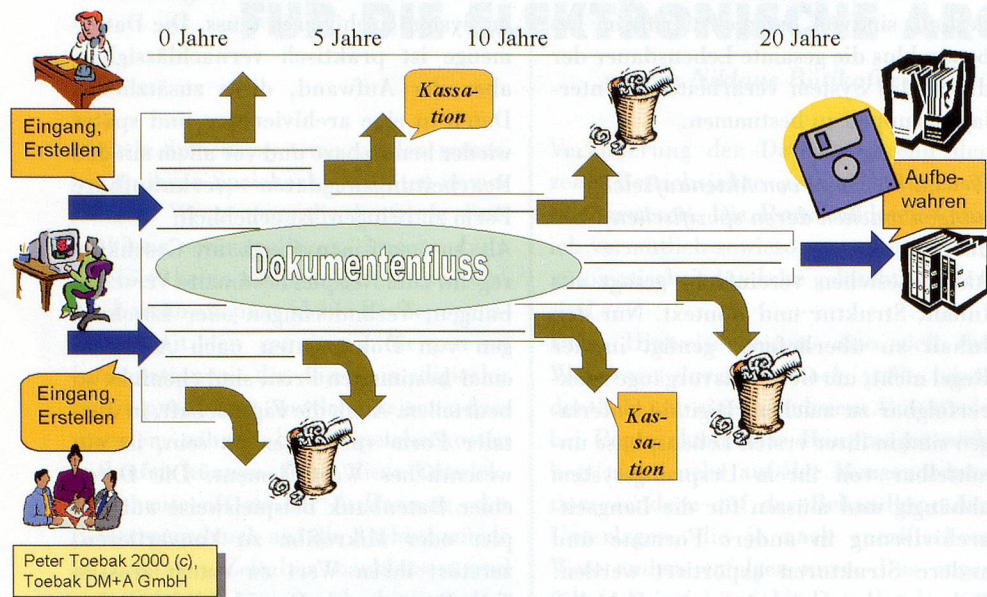 0 Jahre
5 Jahre
10 Jahre
20 Jahre
Kassa-
tion
Eingang,
Erstellen
Aufbe-
wahren
Dokumentenfluss
Eingang,
Erstellen
Kas-
sa-
tion
Peter Toebak 2000 (c),
Toebak DM+A GmbH